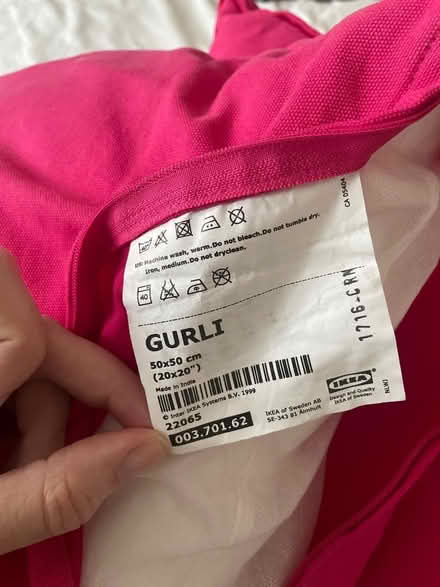 US: Machine wash, warm. Do not bleach. Do not tumble dry.
Iron, medium. Do not dryclean.
40
GURLI
50x50 cm
(20x20")
Made in India
© Inter IKEA Systems B.V. 1999
22065
003.701.62
IKEA of Sweden AB
SE-343 81 Älmhult
IKEA
Design and Quality
IKEA of Sweden
1716-CRN
CA 05404